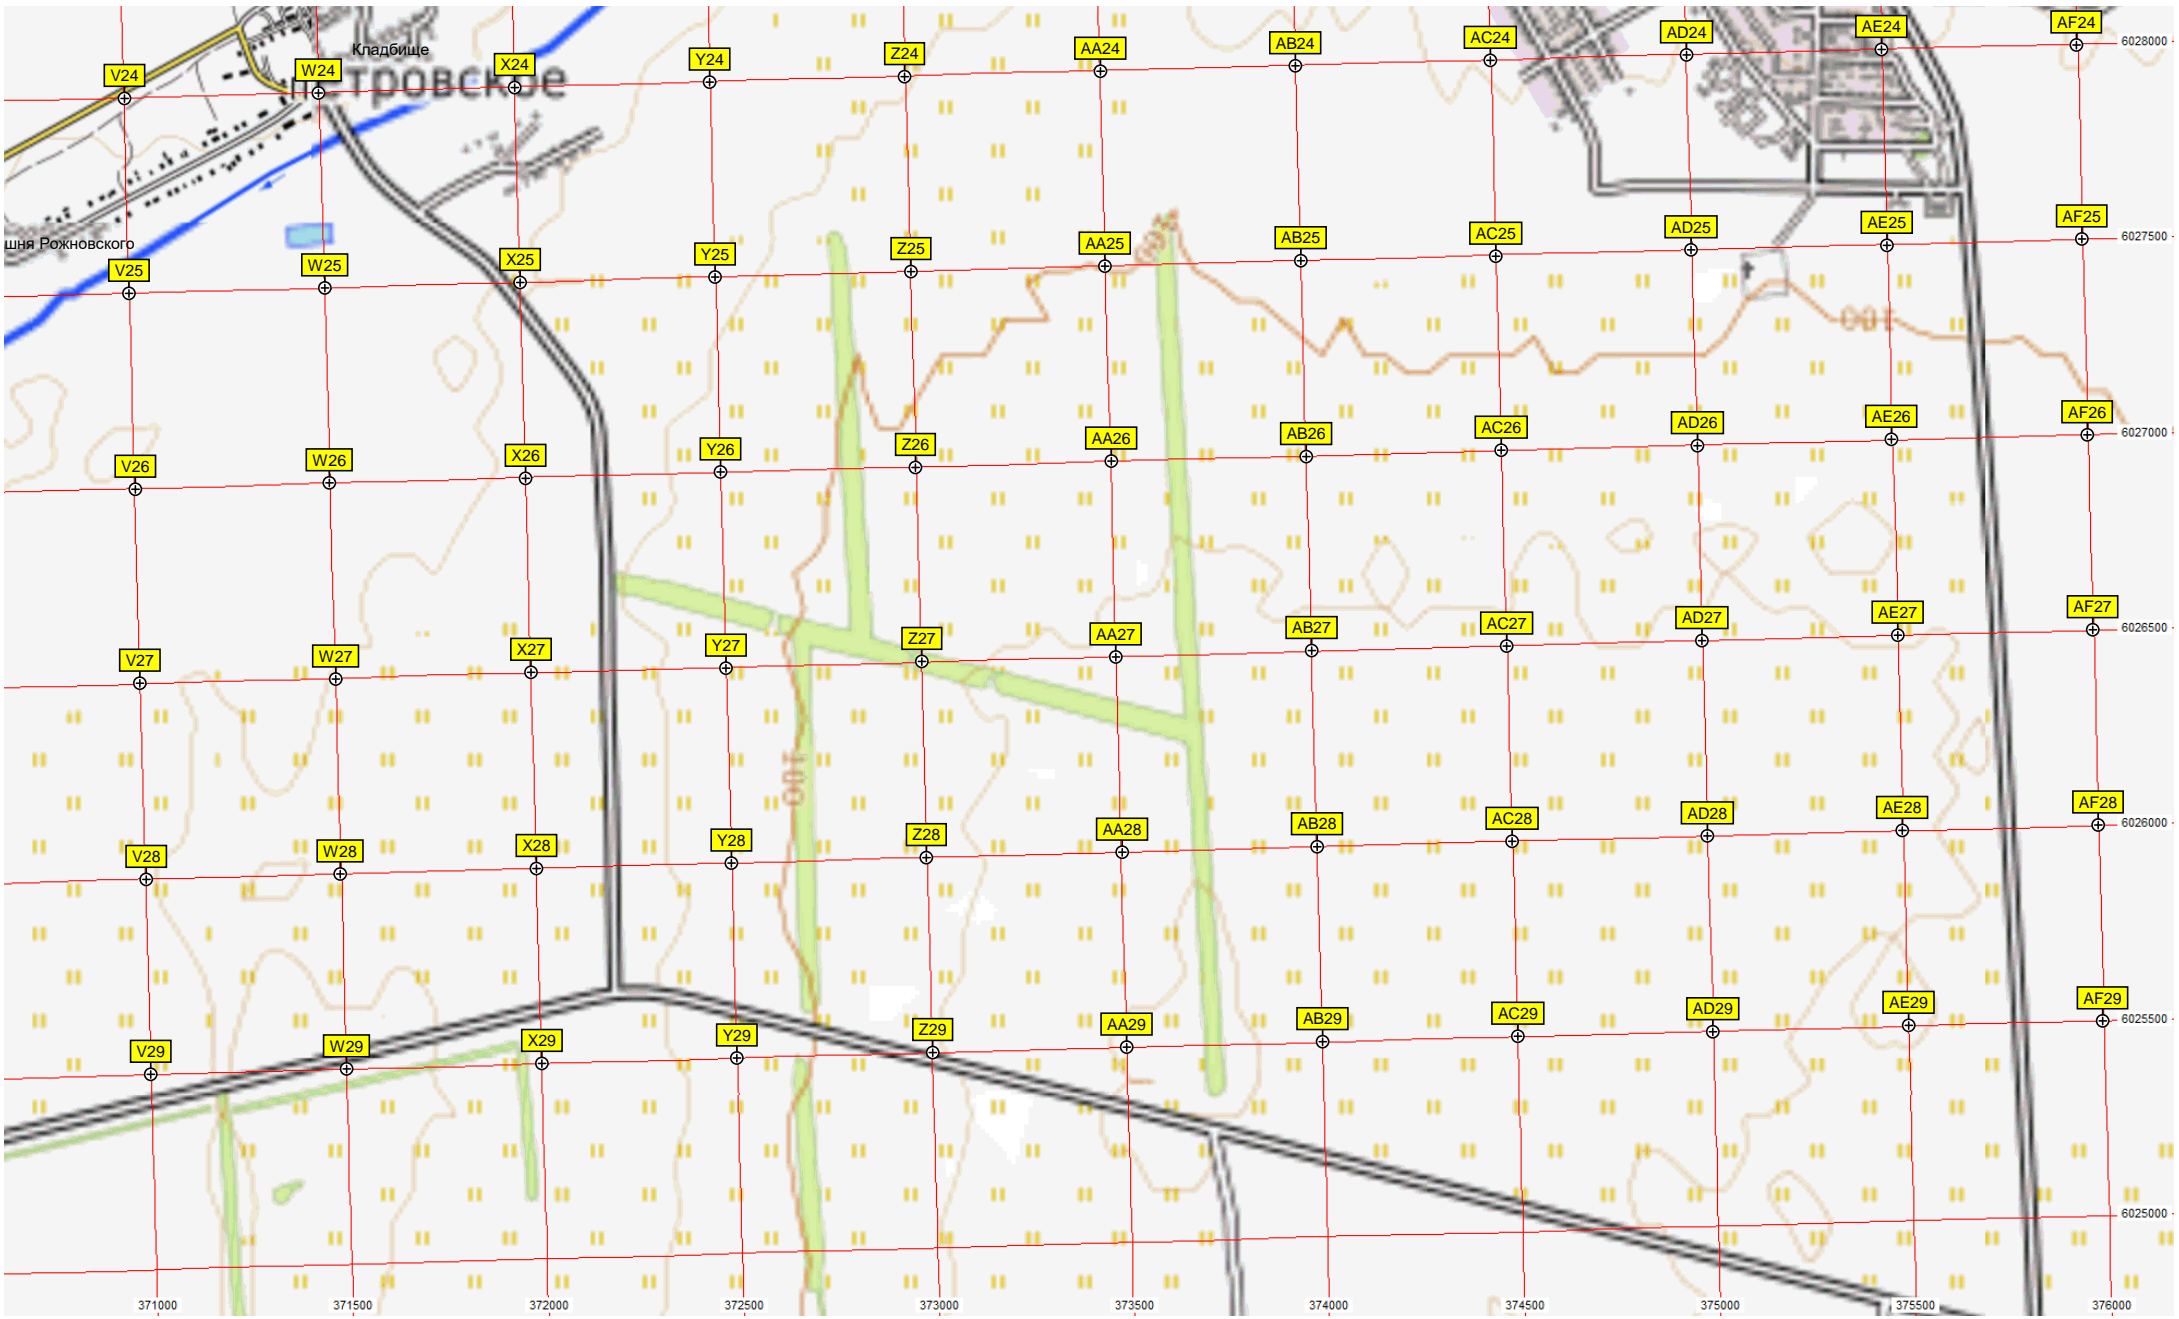 Кладбище
V24 W24 X24 Y24 Z24 AA24 AB24 AC24 AD24 AE24 AF24
6028000
шня Рожновского
V25 W25 X25 Y25 Z25 AA25 AB25 AC25 AD25 AE25 AF25
6027500
100
V26 W26 X26 Y26 Z26 AA26 AB26 AC26 AD26 AE26 AF26
6027000
V27 W27 X27 Y27 Z27 AA27 AB27 AC27 AD27 AE27 AF27
6026500
100
V28 W28 X28 Y28 Z28 AA28 AB28 AC28 AD28 AE28 AF28
6026000
V29 W29 X29 Y29 Z29 AA29 AB29 AC29 AD29 AE29 AF29
6025500
6025000
371000 371500 372000 372500 373000 373500 374000 374500 375000 375500 376000